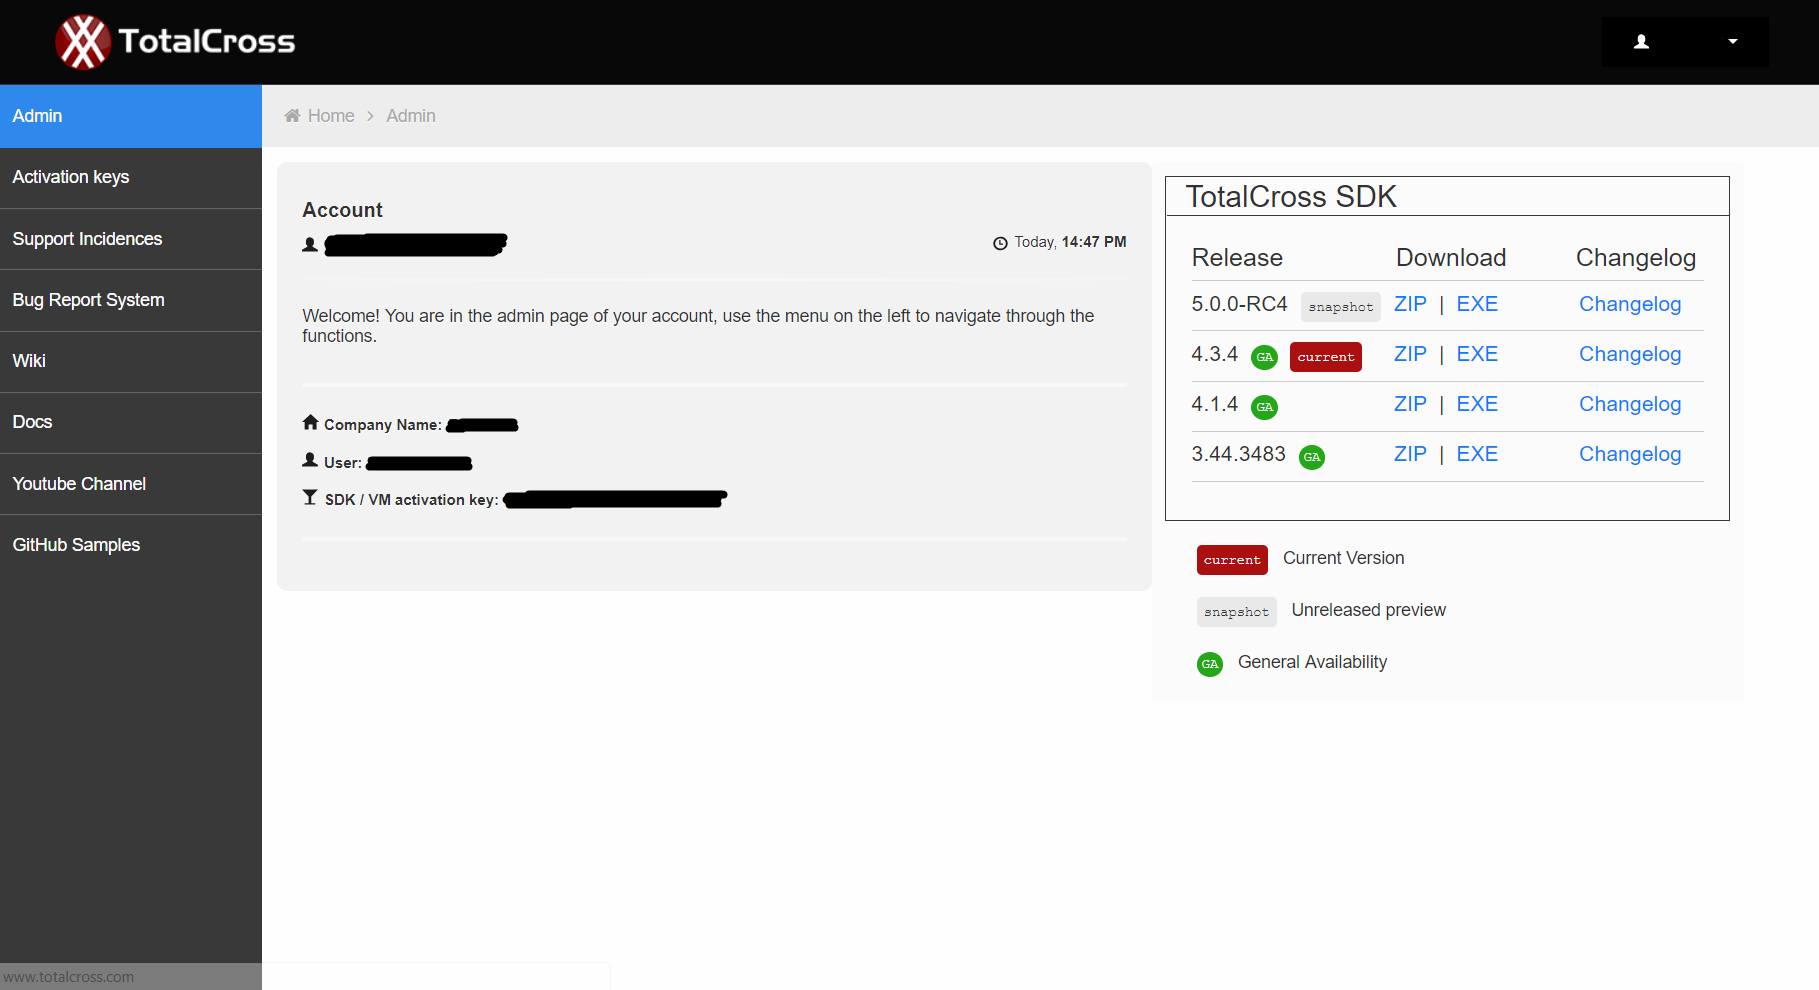 TotalCross
Admin
Activation keys
Support Incidences
Bug Report System
Wiki
Docs
Youtube Channel
GitHub Samples
Home > Admin
Account
Today, 14:47 PM
Welcome! You are in the admin page of your account, use the menu on the left to navigate through the
functions.
Company Name:
User:
SDK / VM activation key:
TotalCross SDK
Release Download Changelog
5.0.0-RC4 snapshot ZIP | EXE Changelog
4.3.4 GA current ZIP | EXE Changelog
4.1.4 GA ZIP | EXE Changelog
3.44.3483 GA ZIP | EXE Changelog
current Current Version
snapshot Unreleased preview
GA General Availability
www.totalcross.com